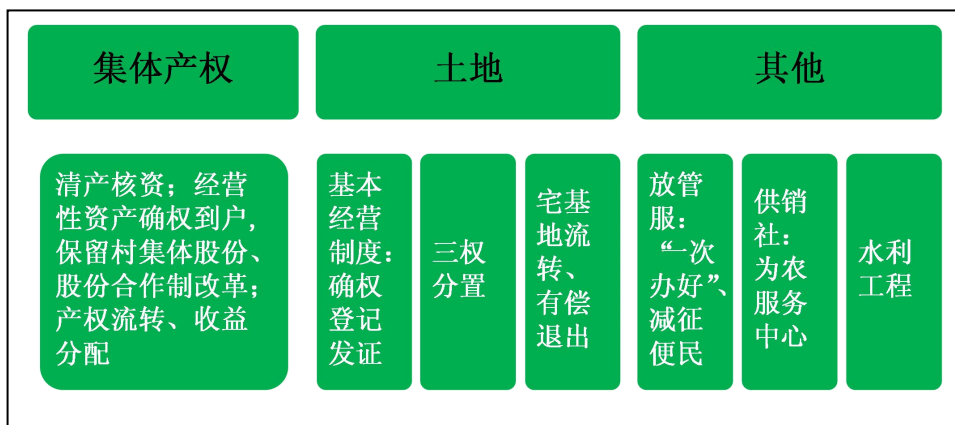 集体产权
土地
其他
清产核资；经营
性资产确权到户，
保留村集体股份、
股份合作制改革；
产权流转、收益
分配
基本
经营
制度：
确权
登记
发证
三权
分置
宅基
地流
转、
有偿
退出
放管
服：
“一次
办好”、
减征
便民
供销
社：
为农
服务
中心
水利
工程